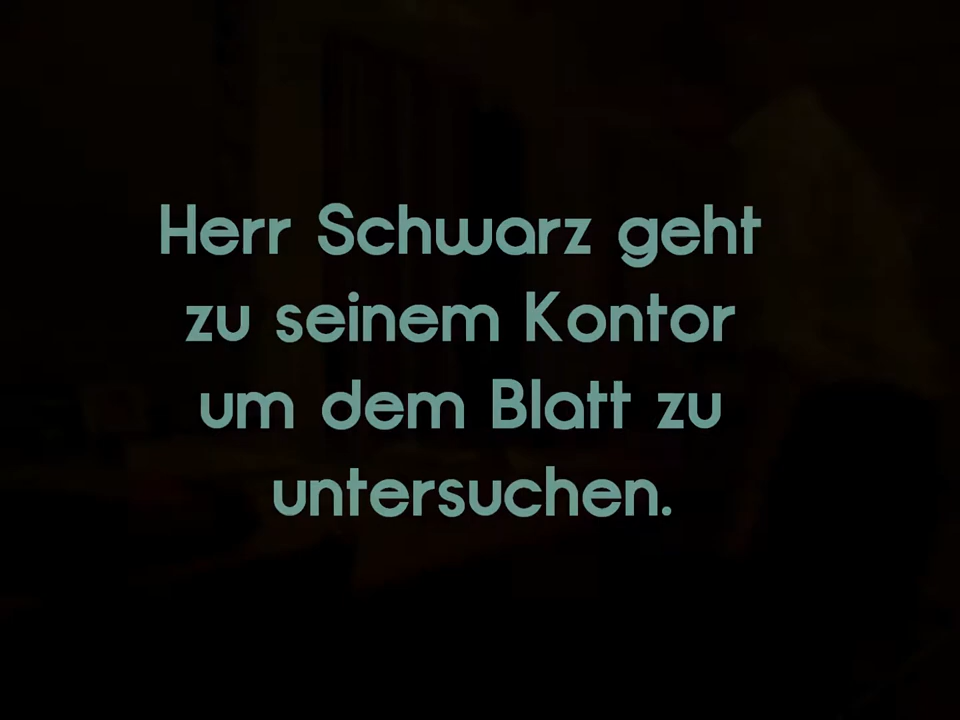 Herr Schwarz geht
zu seinem Kontor
um dem Blatt zu
untersuchen.